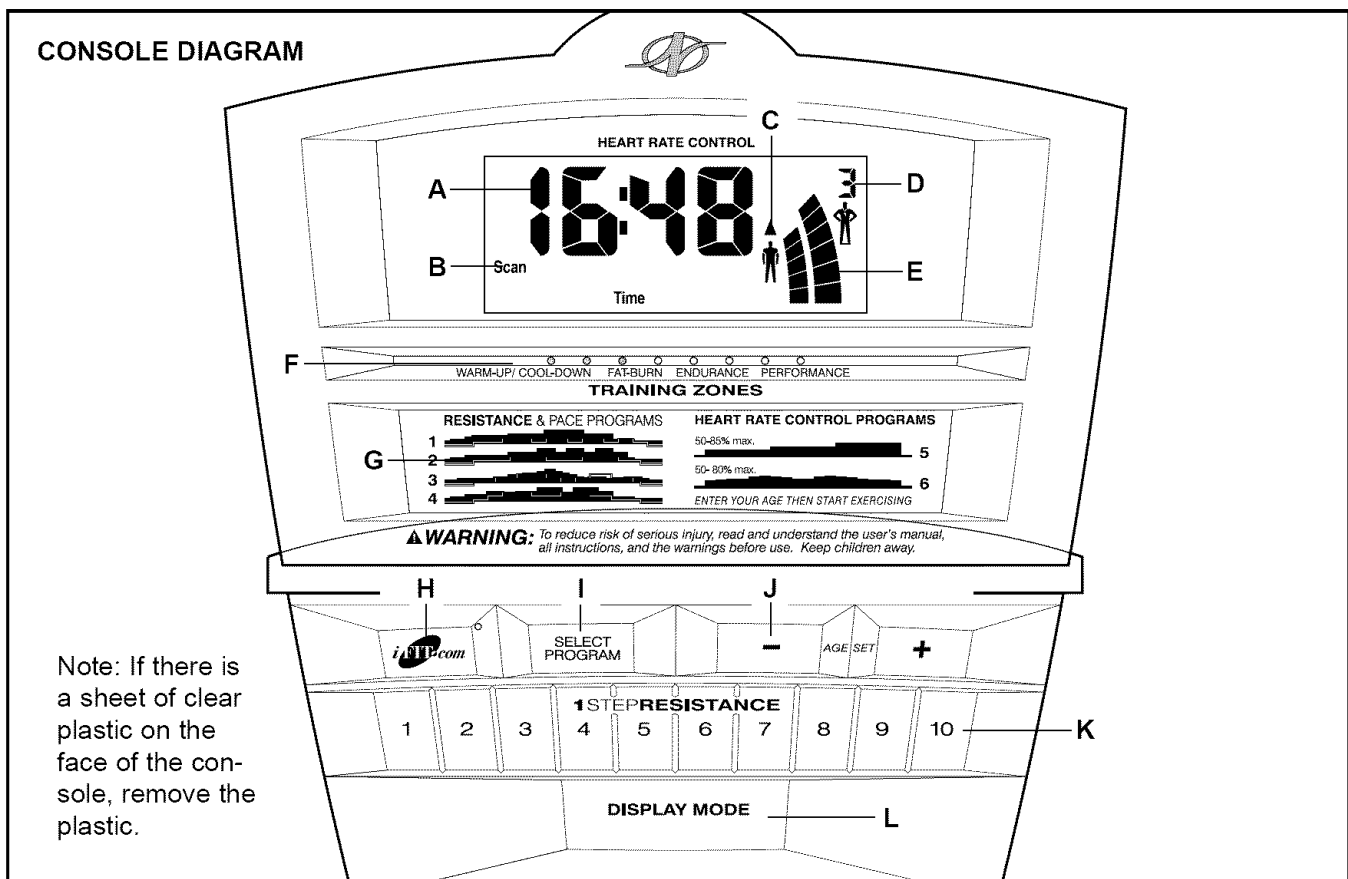 CONSOLE DIAGRAM
HEART RATE CONTROL
C
A
16:48
3
D
B
Scan
E
Time
F
WARM-UP/ COOL-DOWN FAT-BURN ENDURANCE PERFORMANCE
TRAINING ZONES
RESISTANCE & PACE PROGRAMS
1
G
2
3
4
HEART RATE CONTROL PROGRAMS
50-85% max.
5
50- 80% max.
6
ENTER YOUR AGE THEN START EXERCISING
WARNING: To reduce risk of serious injury, read and understand the user's manual,
all instructions, and the warnings before use. Keep children away.
H
I
J
iFIT.com
SELECT
PROGRAM
-
AGE SET
+
1STEPRESISTANCE
1 2 3 4 5 6 7 8 9 10
K
DISPLAY MODE
L
Note: If there is
a sheet of clear
plastic on the
face of the con-
sole, remove the
plastic.